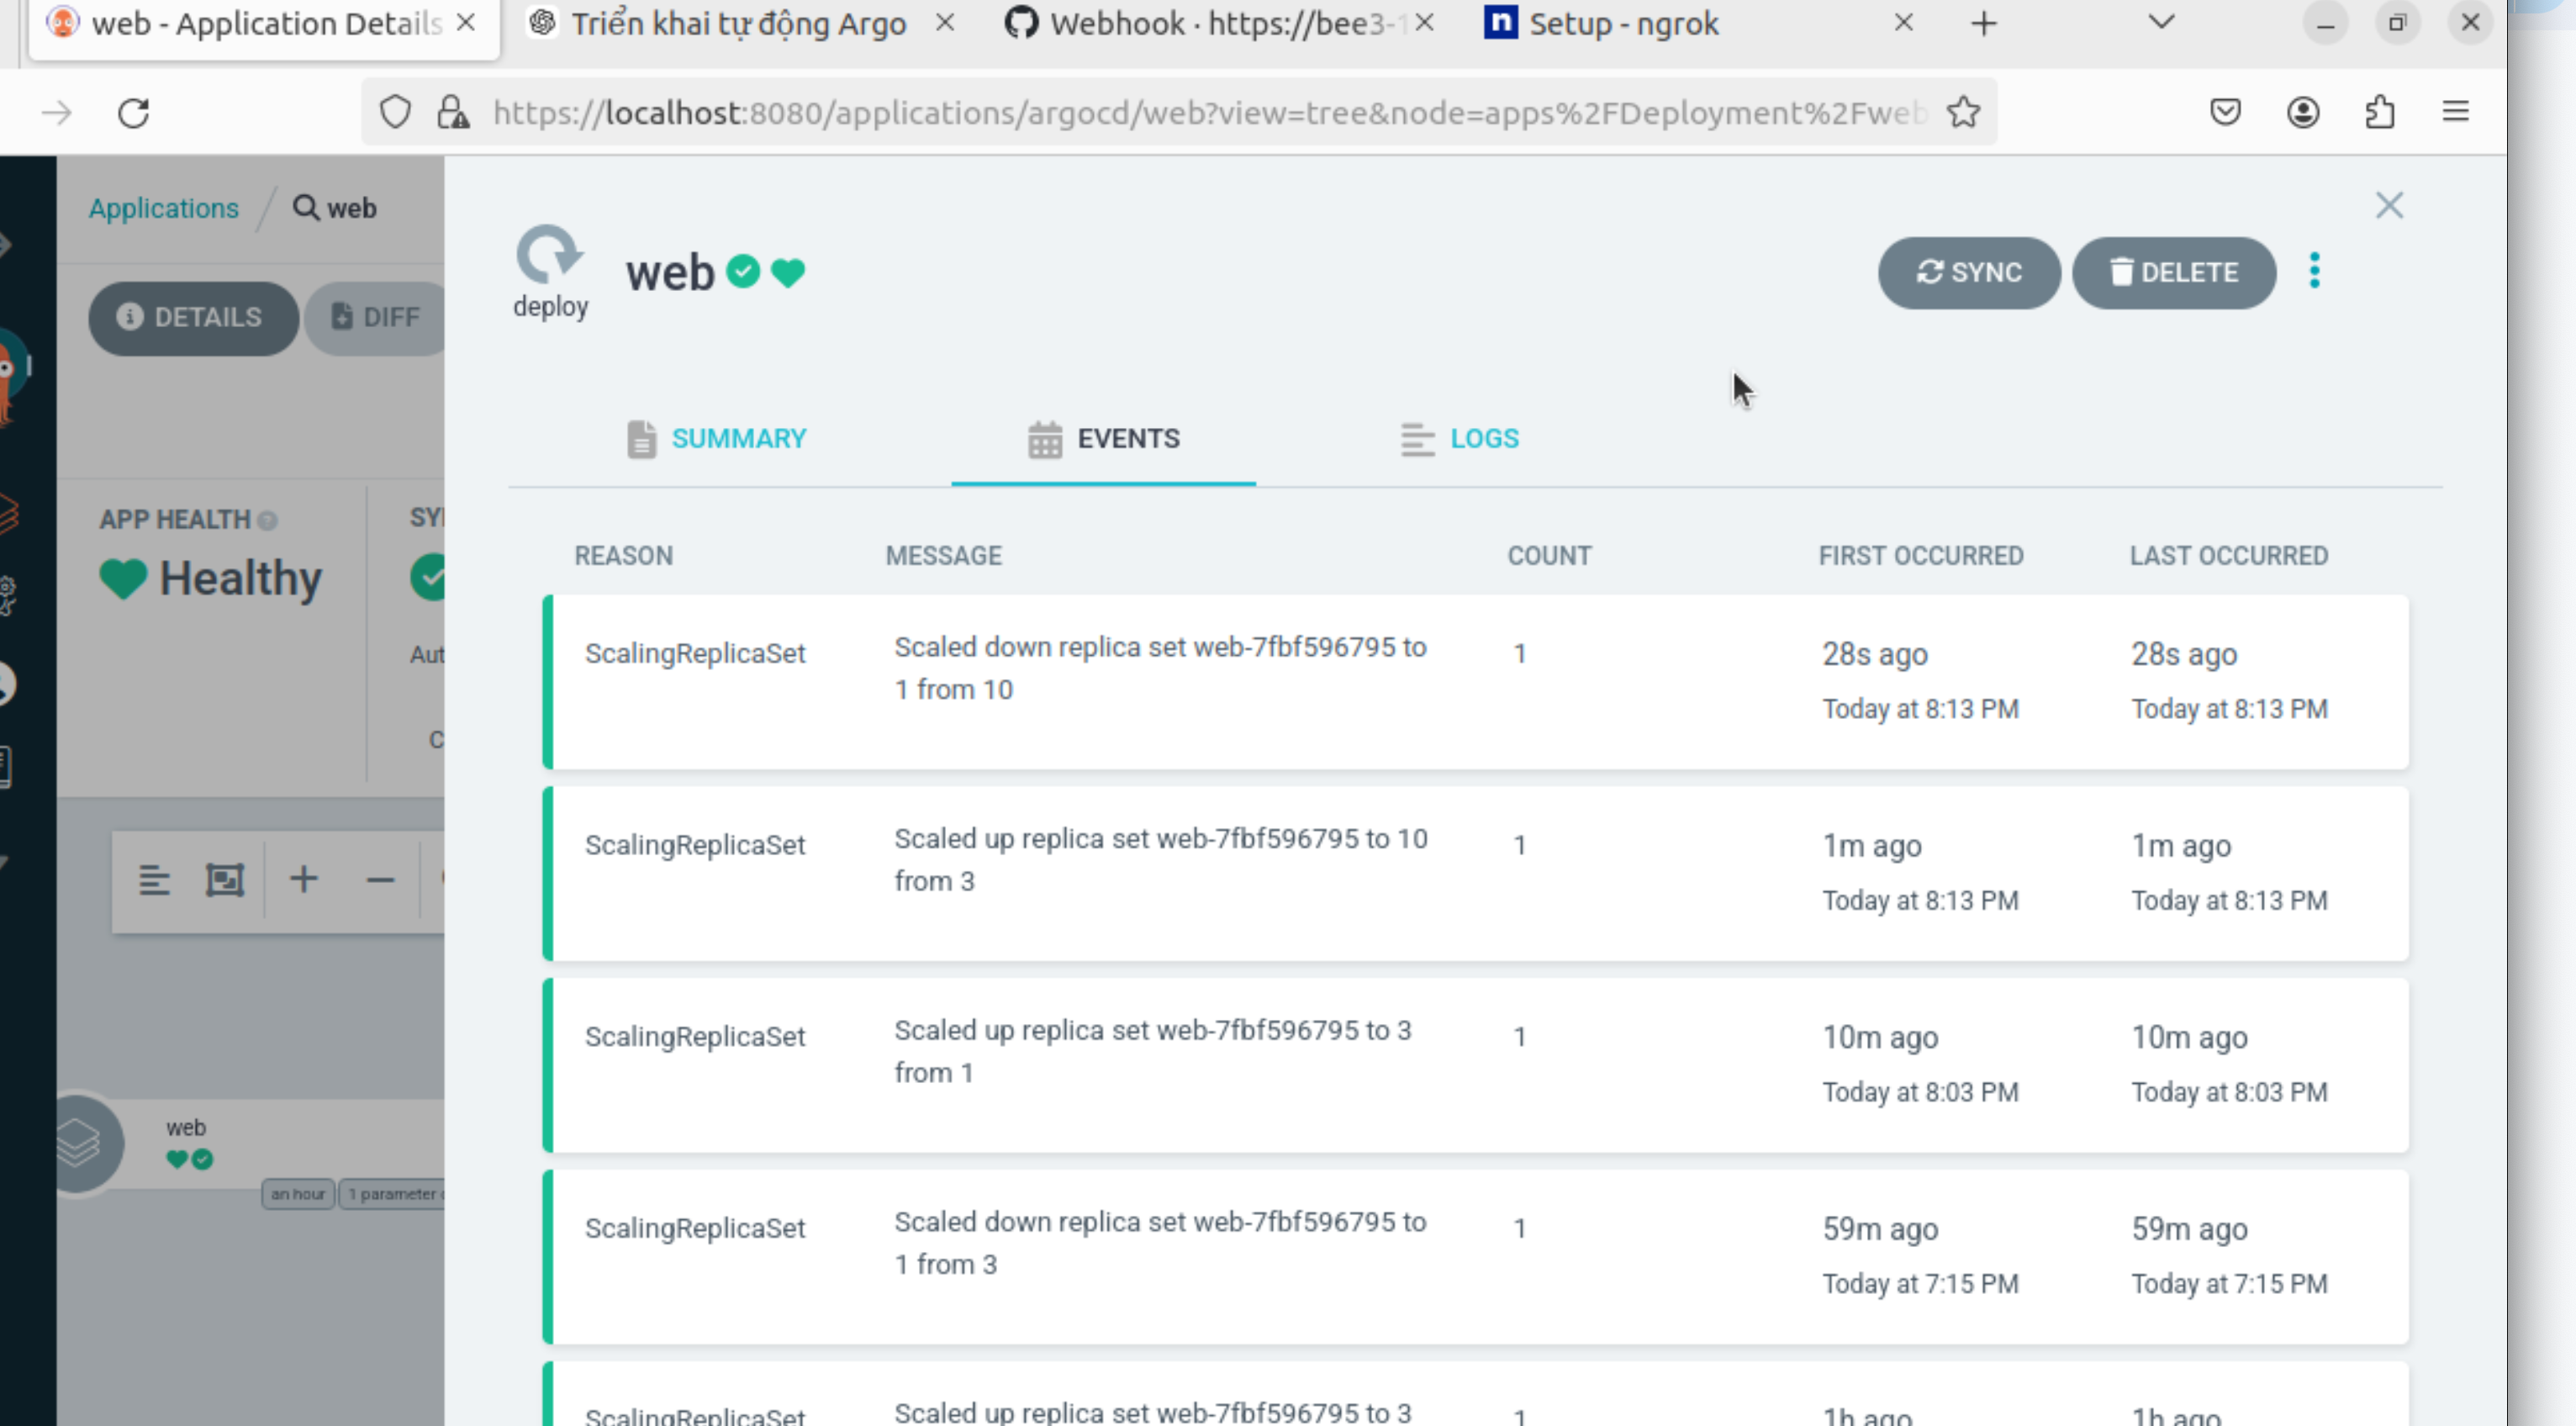 web - Application Details
Triển khai tự động Argo
Webhook · https://bee3-1
Setup - ngrok
https://localhost:8080/applications/argocd/web?view=tree&node=apps%2FDeployment%2Fweb
Applications / web
DETAILS
DIFF
APP HEALTH
Healthy
SY
Aut
C
web
an hour
1 parameter
deploy
web
SYNC
DELETE
SUMMARY
EVENTS
LOGS
REASON MESSAGE COUNT FIRST OCCURRED LAST OCCURRED
ScalingReplicaSet
Scaled down replica set web-7fbf596795 to
1 from 10
1
28s ago
Today at 8:13 PM
28s ago
Today at 8:13 PM
ScalingReplicaSet
Scaled up replica set web-7fbf596795 to 10
from 3
1
1m ago
Today at 8:13 PM
1m ago
Today at 8:13 PM
ScalingReplicaSet
Scaled up replica set web-7fbf596795 to 3
from 1
1
10m ago
Today at 8:03 PM
10m ago
Today at 8:03 PM
ScalingReplicaSet
Scaled down replica set web-7fbf596795 to
1 from 3
1
59m ago
Today at 7:15 PM
59m ago
Today at 7:15 PM
ScalingReplicaSet
Scaled up replica set web-7fbf596795 to 3
1
1h ago
1h ago